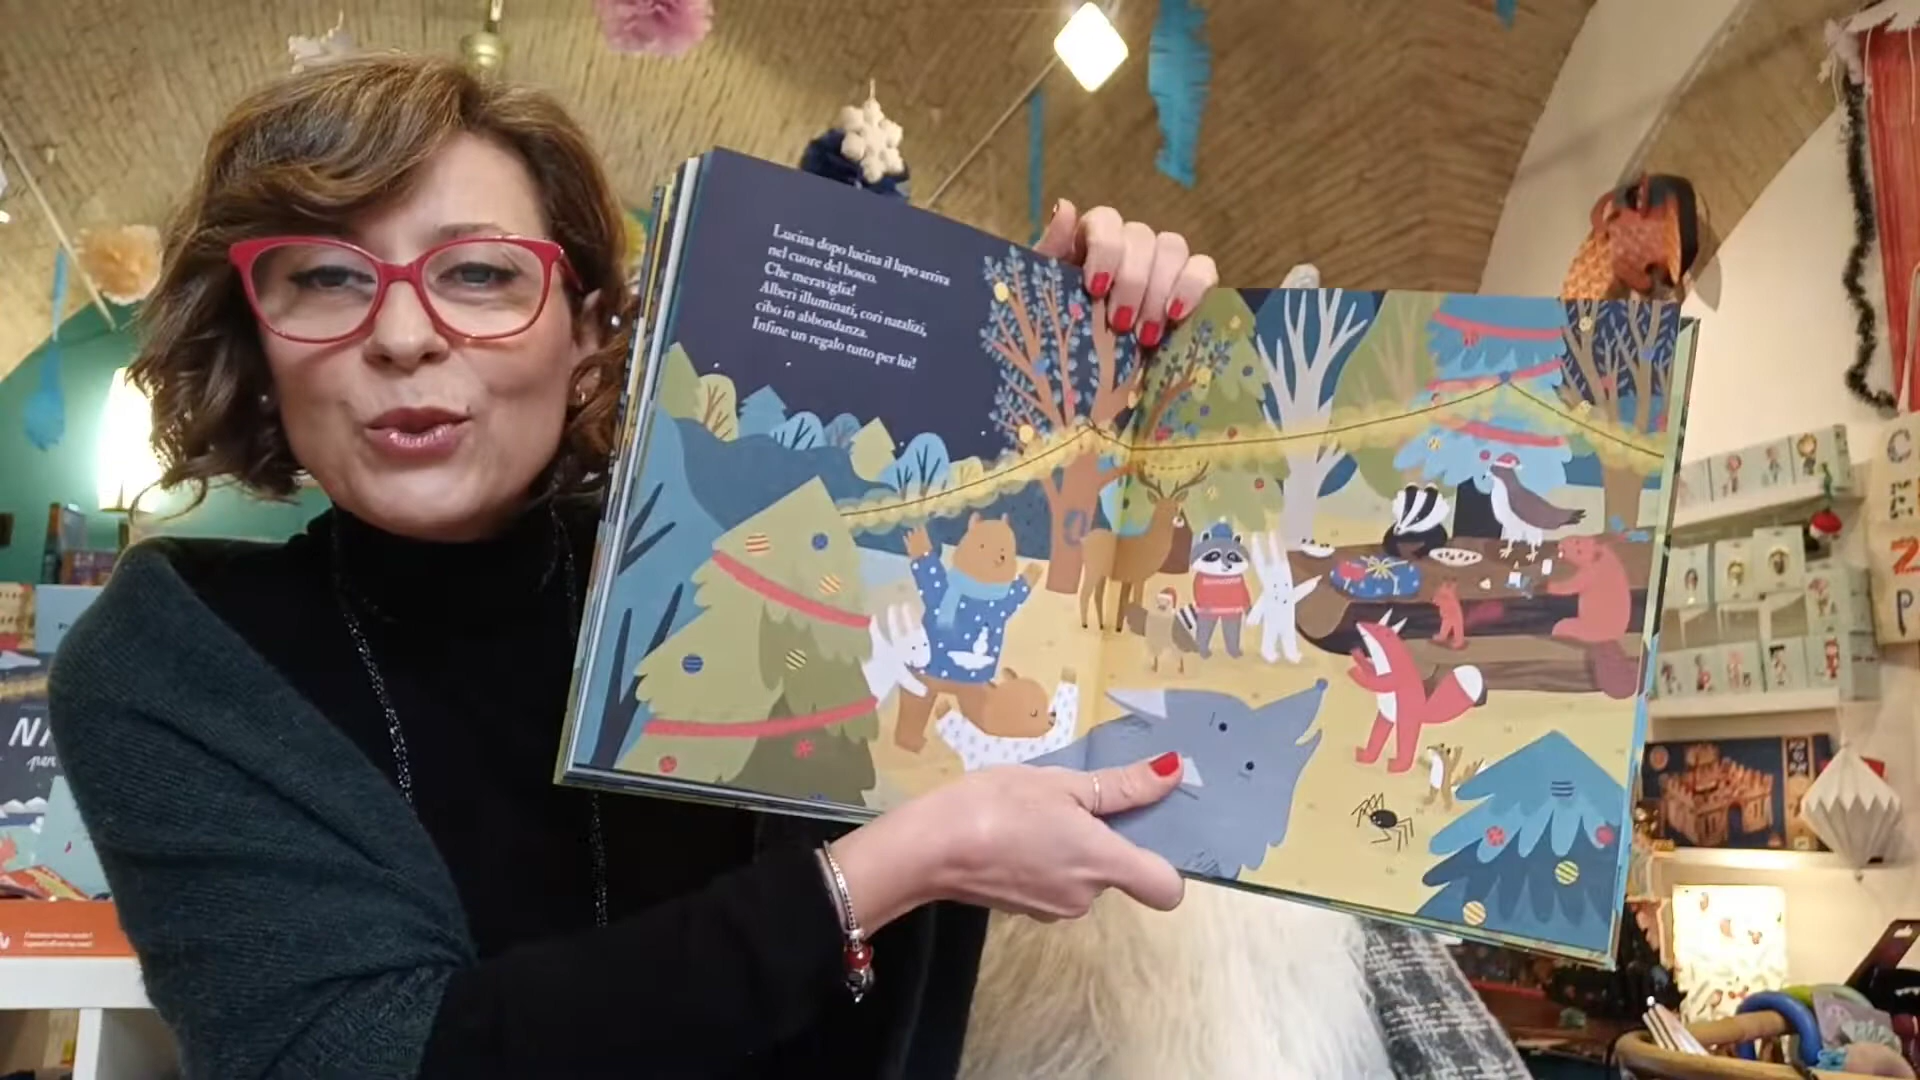 Lucina dopo lucina il lupo arriva
nel cuore del bosco.
Che meraviglia!
Alberi illuminati, cori natalizi,
cibo in abbondanza.
Infine un regalo tutto per lui!